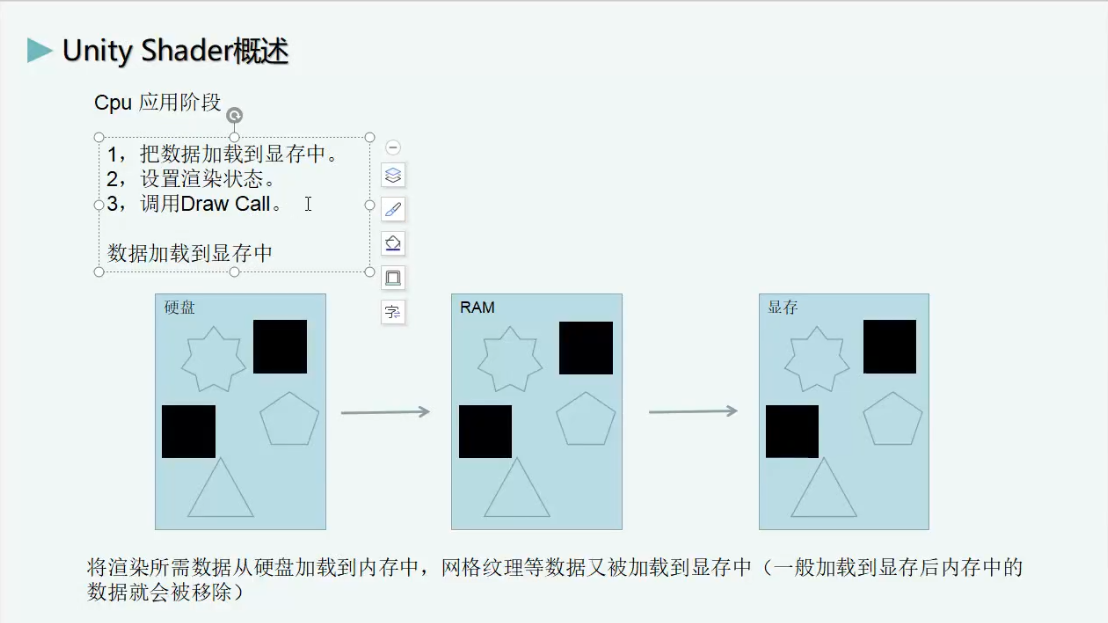 Unity Shader概述
Cpu 应用阶段
1，把数据加载到显存中。
2，设置渲染状态。
3，调用Draw Call。
数据加载到显存中
字
硬盘
RAM
显存
将渲染所需数据从硬盘加载到内存中，网格纹理等数据又被加载到显存中（一般加载到显存后内存中的
数据就会被移除）